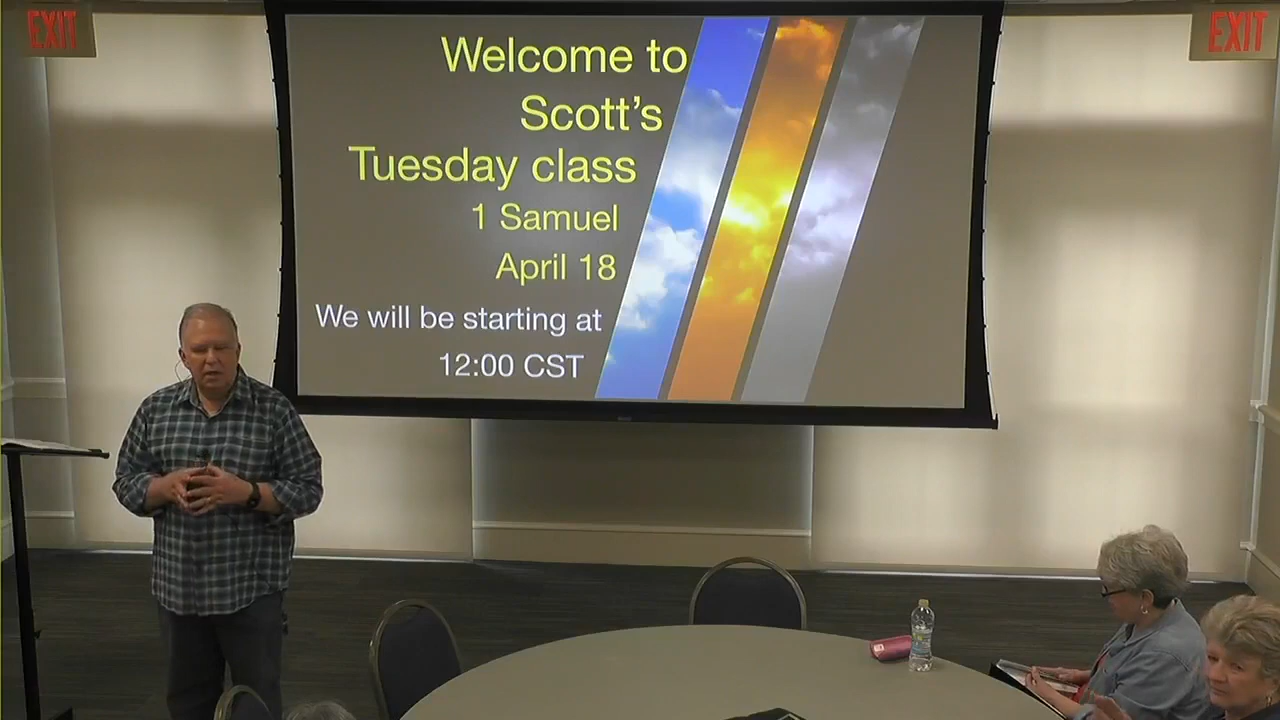 EXIT
EXIT
Welcome to
Scott's
Tuesday class
1 Samuel
April 18
We will be starting at
12:00 CST